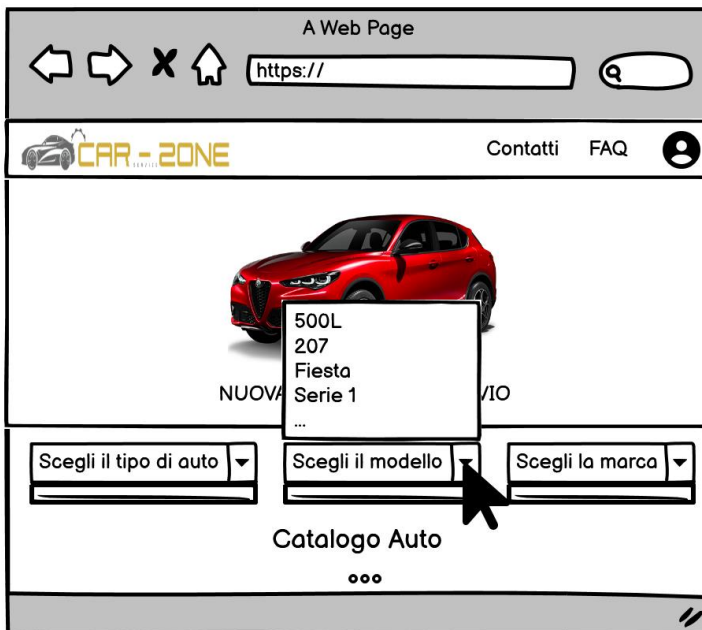 A Web Page
https://
CAR-ZONE
SERVICE
Contatti
FAQ
500L
207
Fiesta
Serie 1
...
NUOVA
VIO
Scegli il tipo di auto
Scegli il modello
Scegli la marca
Catalogo Auto